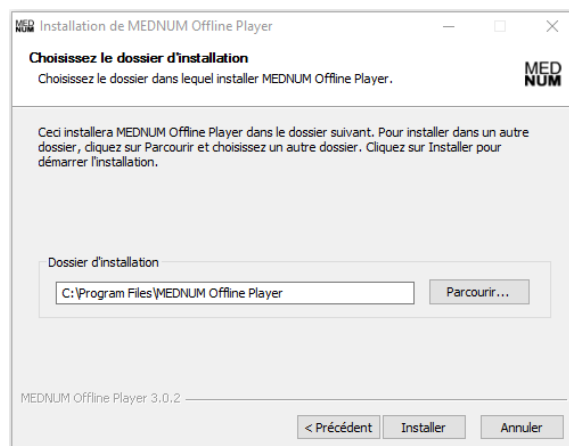 MED
NUM
Installation de MEDNUM Offline Player
Choisissez le dossier d'installation
Choisissez le dossier dans lequel installer MEDNUM Offline Player.
MED
NUM
Ceci installera MEDNUM Offline Player dans le dossier suivant. Pour installer dans un autre
dossier, cliquez sur Parcourir et choisissez un autre dossier. Cliquez sur Installer pour
démarrer l'installation.
Dossier d'installation
C:\Program Files\MEDNUM Offline Player
Parcourir...
MEDNUM Offline Player 3.0.2
< Précédent
Installer
Annuler